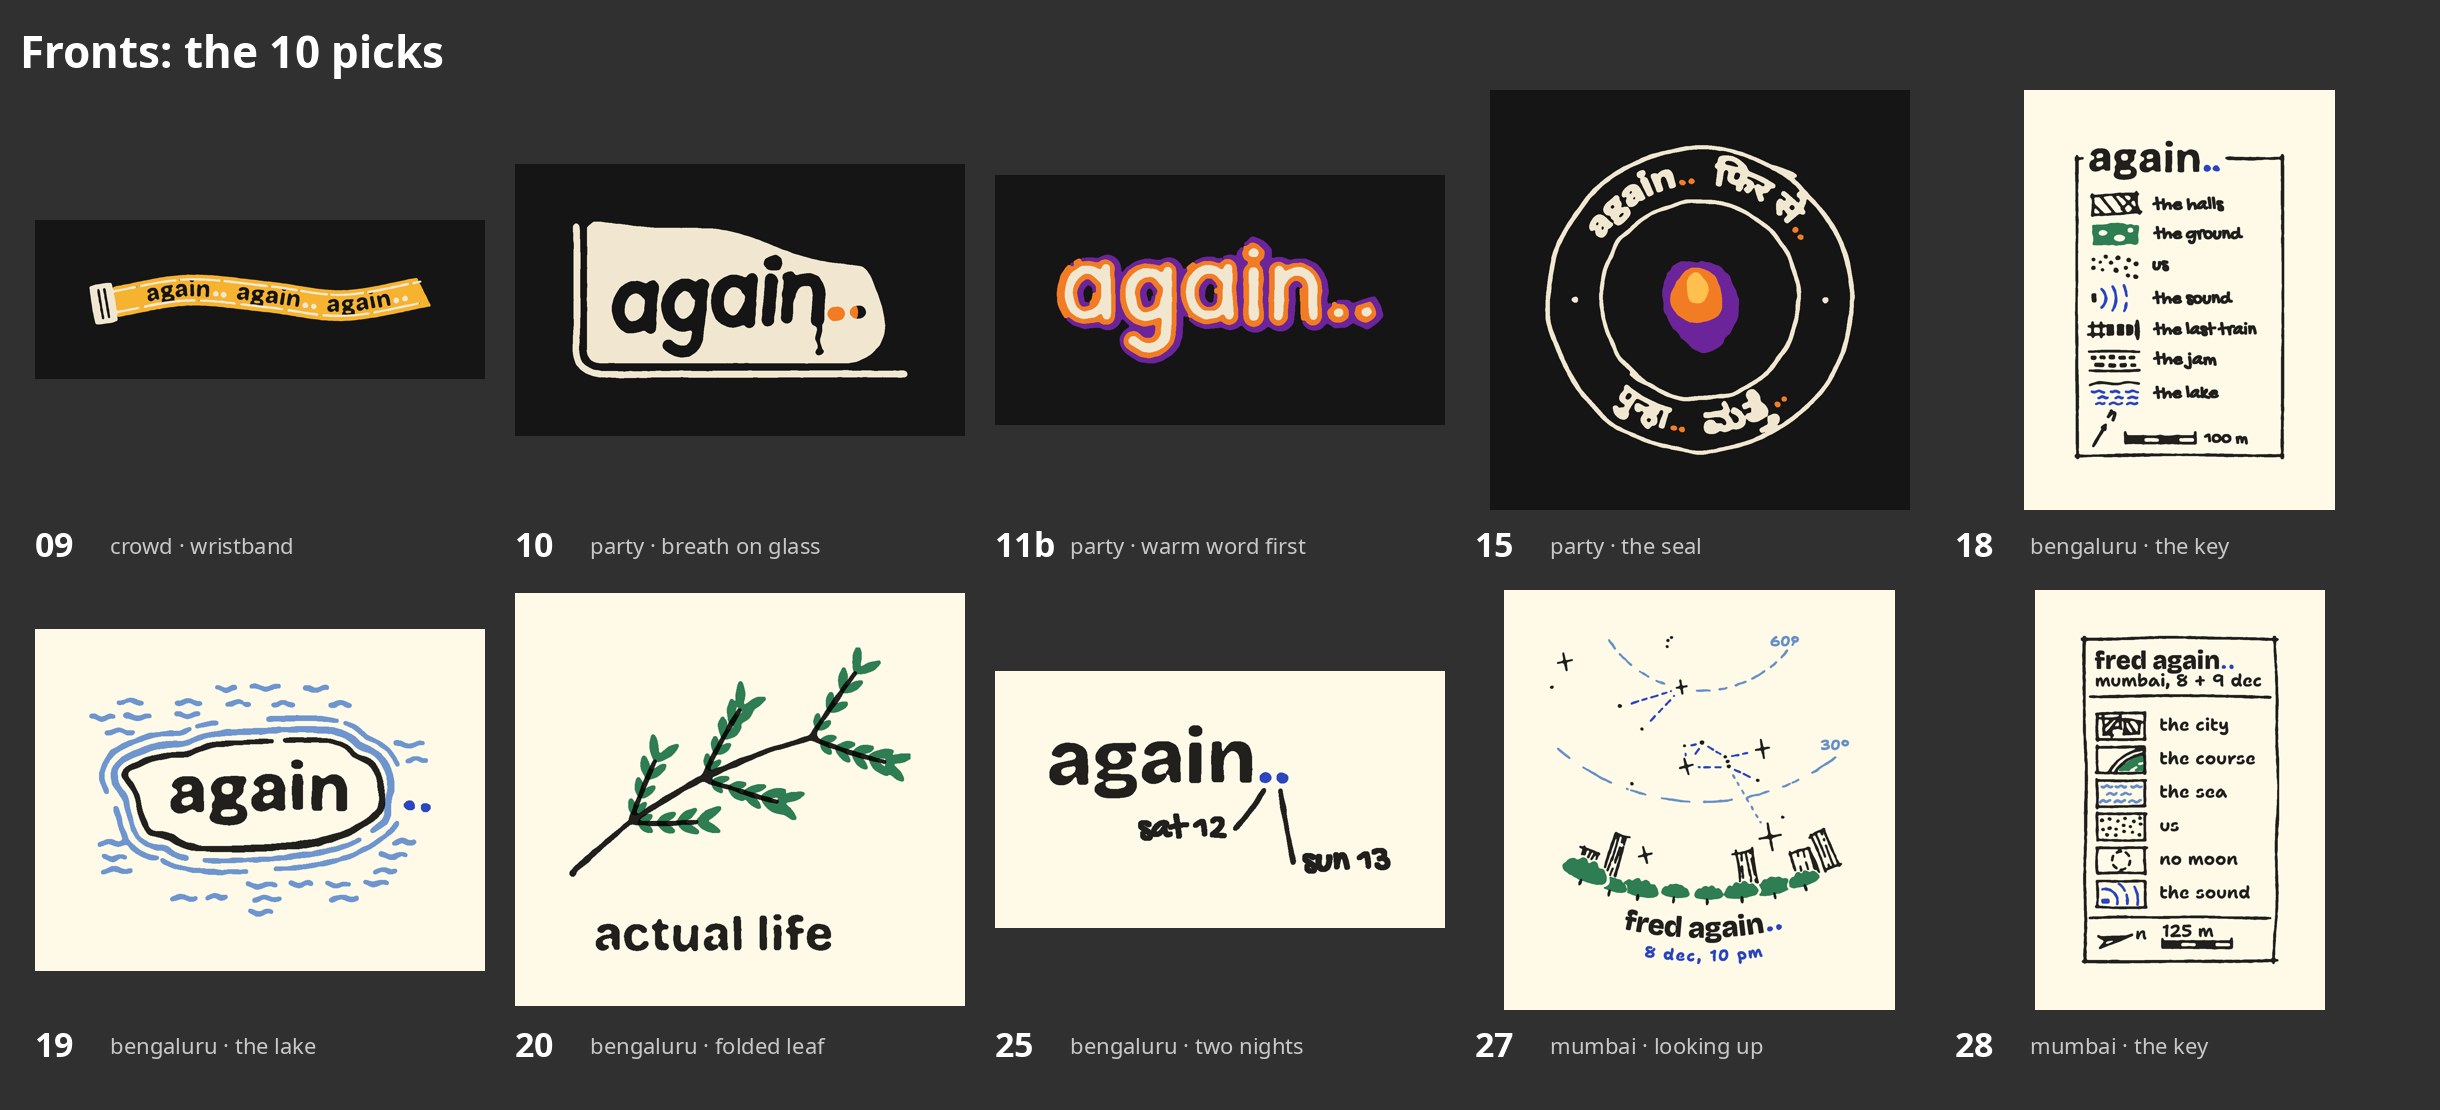 Fronts: the 10 picks
again.. again.. again..
09 crowd · wristband
again..
10 party · breath on glass
again..
11b party · warm word first
again.. फिर से..
पुन्हा.. ಮತ್ತೆ..
15 party · the seal
again..
the halls
the ground
us
the sound
the last train
the jam
the lake
n
100 m
18 bengaluru · the key
again..
19 bengaluru · the lake
actual life
20 bengaluru · folded leaf
again..
sat 12
sun 13
25 bengaluru · two nights
60°
30°
fred again..
8 dec, 10 pm
27 mumbai · looking up
fred again..
mumbai, 8 + 9 dec
the city
the course
the sea
us
no moon
the sound
n 125 m
28 mumbai · the key